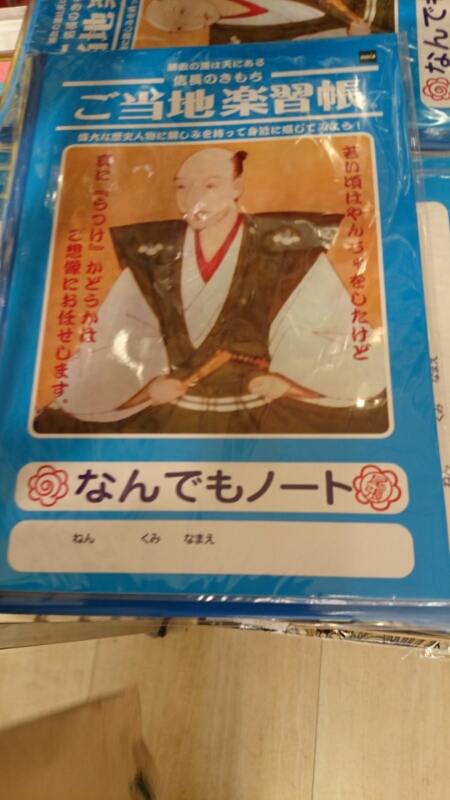 勝敗の運は天にある
信長のきもち
ご当地楽習帳
偉大な歴史人物に親しみを持って身近に感じてみよう！
若い頃はやんちゃをしたけど
真に『うつけ』かどうかは
ご想像にお任せします。
なんでもノート
尾張
ねん くみ なまえ